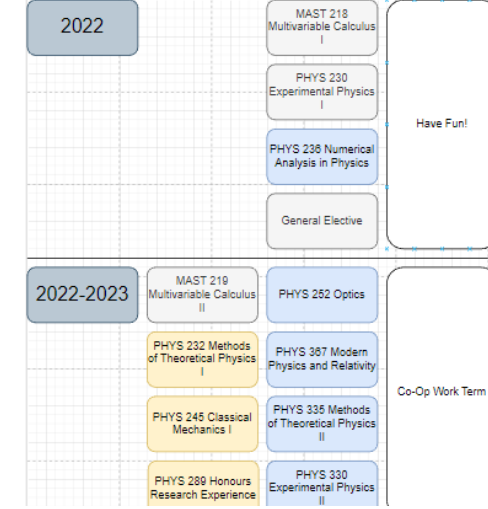 2022
MAST 218
Multivariable Calculus
I
PHYS 230
Experimental Physics
I
PHYS 236 Numerical
Analysis in Physics
General Elective
Have Fun!
2022-2023
MAST 219
Multivariable Calculus
II
PHYS 252 Optics
PHYS 232 Methods
of Theoretical Physics
I
PHYS 367 Modern
Physics and Relativity
Co-Op Work Term
PHYS 245 Classical
Mechanics I
PHYS 335 Methods
of Theoretical Physics
II
PHYS 289 Honours
Research Experience
PHYS 330
Experimental Physics
II